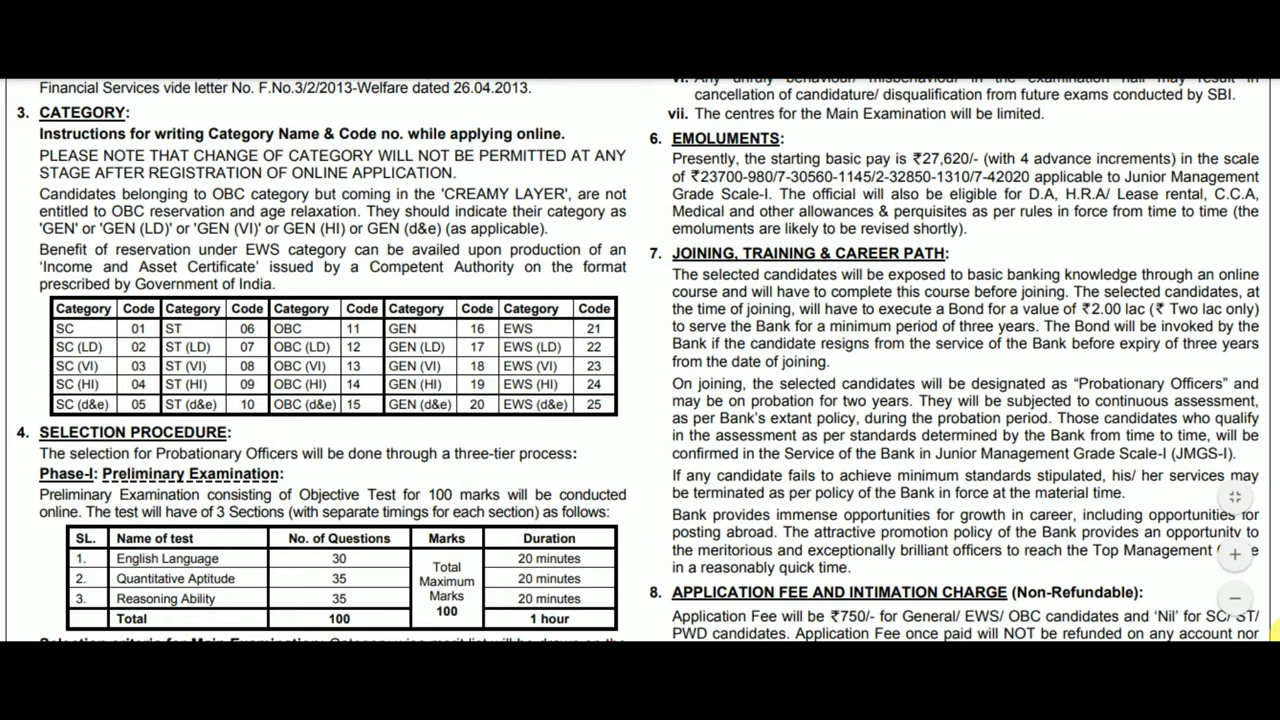 Financial Services vide letter No. F.No.3/2/2013-Welfare dated 26.04.2013.
3. CATEGORY:
Instructions for writing Category Name & Code no. while applying online.
PLEASE NOTE THAT CHANGE OF CATEGORY WILL NOT BE PERMITTED AT ANY
STAGE AFTER REGISTRATION OF ONLINE APPLICATION.
Candidates belonging to OBC category but coming in the 'CREAMY LAYER', are not
entitled to OBC reservation and age relaxation. They should indicate their category as
'GEN' or 'GEN (LD)' or 'GEN (VI)' or GEN (HI) or GEN (d&e) (as applicable).
Benefit of reservation under EWS category can be availed upon production of an
'Income and Asset Certificate' issued by a Competent Authority on the format
prescribed by Government of India.
Category Code Category Code Category Code Category Code Category Code
SC 01 ST 06 OBC 11 GEN 16 EWS 21
SC (LD) 02 ST (LD) 07 OBC (LD) 12 GEN (LD) 17 EWS (LD) 22
SC (VI) 03 ST (VI) 08 OBC (VI) 13 GEN (VI) 18 EWS (VI) 23
SC (HI) 04 ST (HI) 09 OBC (HI) 14 GEN (HI) 19 EWS (HI) 24
SC (d&e) 05 ST (d&e) 10 OBC (d&e) 15 GEN (d&e) 20 EWS (d&e) 25
4. SELECTION PROCEDURE:
The selection for Probationary Officers will be done through a three-tier process:
Phase-I: Preliminary Examination:
Preliminary Examination consisting of Objective Test for 100 marks will be conducted
online. The test will have of 3 Sections (with separate timings for each section) as follows:
SL. Name of test No. of Questions Marks Duration
1. English Language 30 Total Maximum Marks 100 20 minutes
2. Quantitative Aptitude 35 20 minutes
3. Reasoning Ability 35 20 minutes
Total 100 1 hour
Selection criteria for Main Examination: Category wise merit list will be drawn on the
vi. Any unruly behaviour/ misbehaviour in the examination hall may result in
cancellation of candidature/ disqualification from future exams conducted by SBI.
vii. The centres for the Main Examination will be limited.
6. EMOLUMENTS:
Presently, the starting basic pay is ₹27,620/- (with 4 advance increments) in the scale
of ₹23700-980/7-30560-1145/2-32850-1310/7-42020 applicable to Junior Management
Grade Scale-I. The official will also be eligible for D.A, H.R.A/ Lease rental, C.C.A,
Medical and other allowances & perquisites as per rules in force from time to time (the
emoluments are likely to be revised shortly).
7. JOINING, TRAINING & CAREER PATH:
The selected candidates will be exposed to basic banking knowledge through an online
course and will have to complete this course before joining. The selected candidates, at
the time of joining, will have to execute a Bond for a value of ₹2.00 lac (₹ Two lac only)
to serve the Bank for a minimum period of three years. The Bond will be invoked by the
Bank if the candidate resigns from the service of the Bank before expiry of three years
from the date of joining.
On joining, the selected candidates will be designated as "Probationary Officers" and
may be on probation for two years. They will be subjected to continuous assessment,
as per Bank's extant policy, during the probation period. Those candidates who qualify
in the assessment as per standards determined by the Bank from time to time, will be
confirmed in the Service of the Bank in Junior Management Grade Scale-I (JMGS-I).
If any candidate fails to achieve minimum standards stipulated, his/ her services may
be terminated as per policy of the Bank in force at the material time.
Bank provides immense opportunities for growth in career, including opportunities for
posting abroad. The attractive promotion policy of the Bank provides an opportunity to
the meritorious and exceptionally brilliant officers to reach the Top Management
in a reasonably quick time.
8. APPLICATION FEE AND INTIMATION CHARGE (Non-Refundable):
Application Fee will be ₹750/- for General/ EWS/ OBC candidates and 'Nil' for SC/ ST/
PWD candidates. Application Fee once paid will NOT be refunded on any account nor